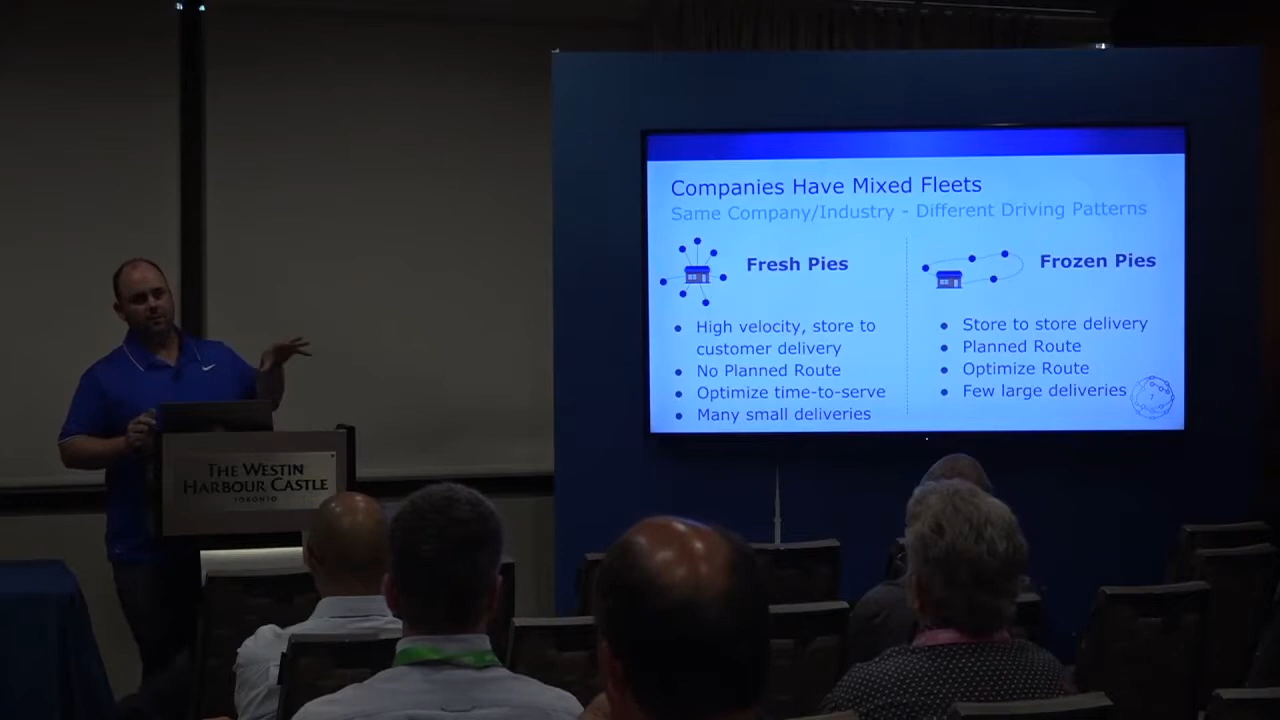 Companies Have Mixed Fleets
Same Company/Industry - Different Driving Patterns
Fresh Pies
High velocity, store to
customer delivery
No Planned Route
Optimize time-to-serve
Many small deliveries
Frozen Pies
Store to store delivery
Planned Route
Optimize Route
Few large deliveries
7
THE WESTIN
HARBOUR CASTLE
TORONTO